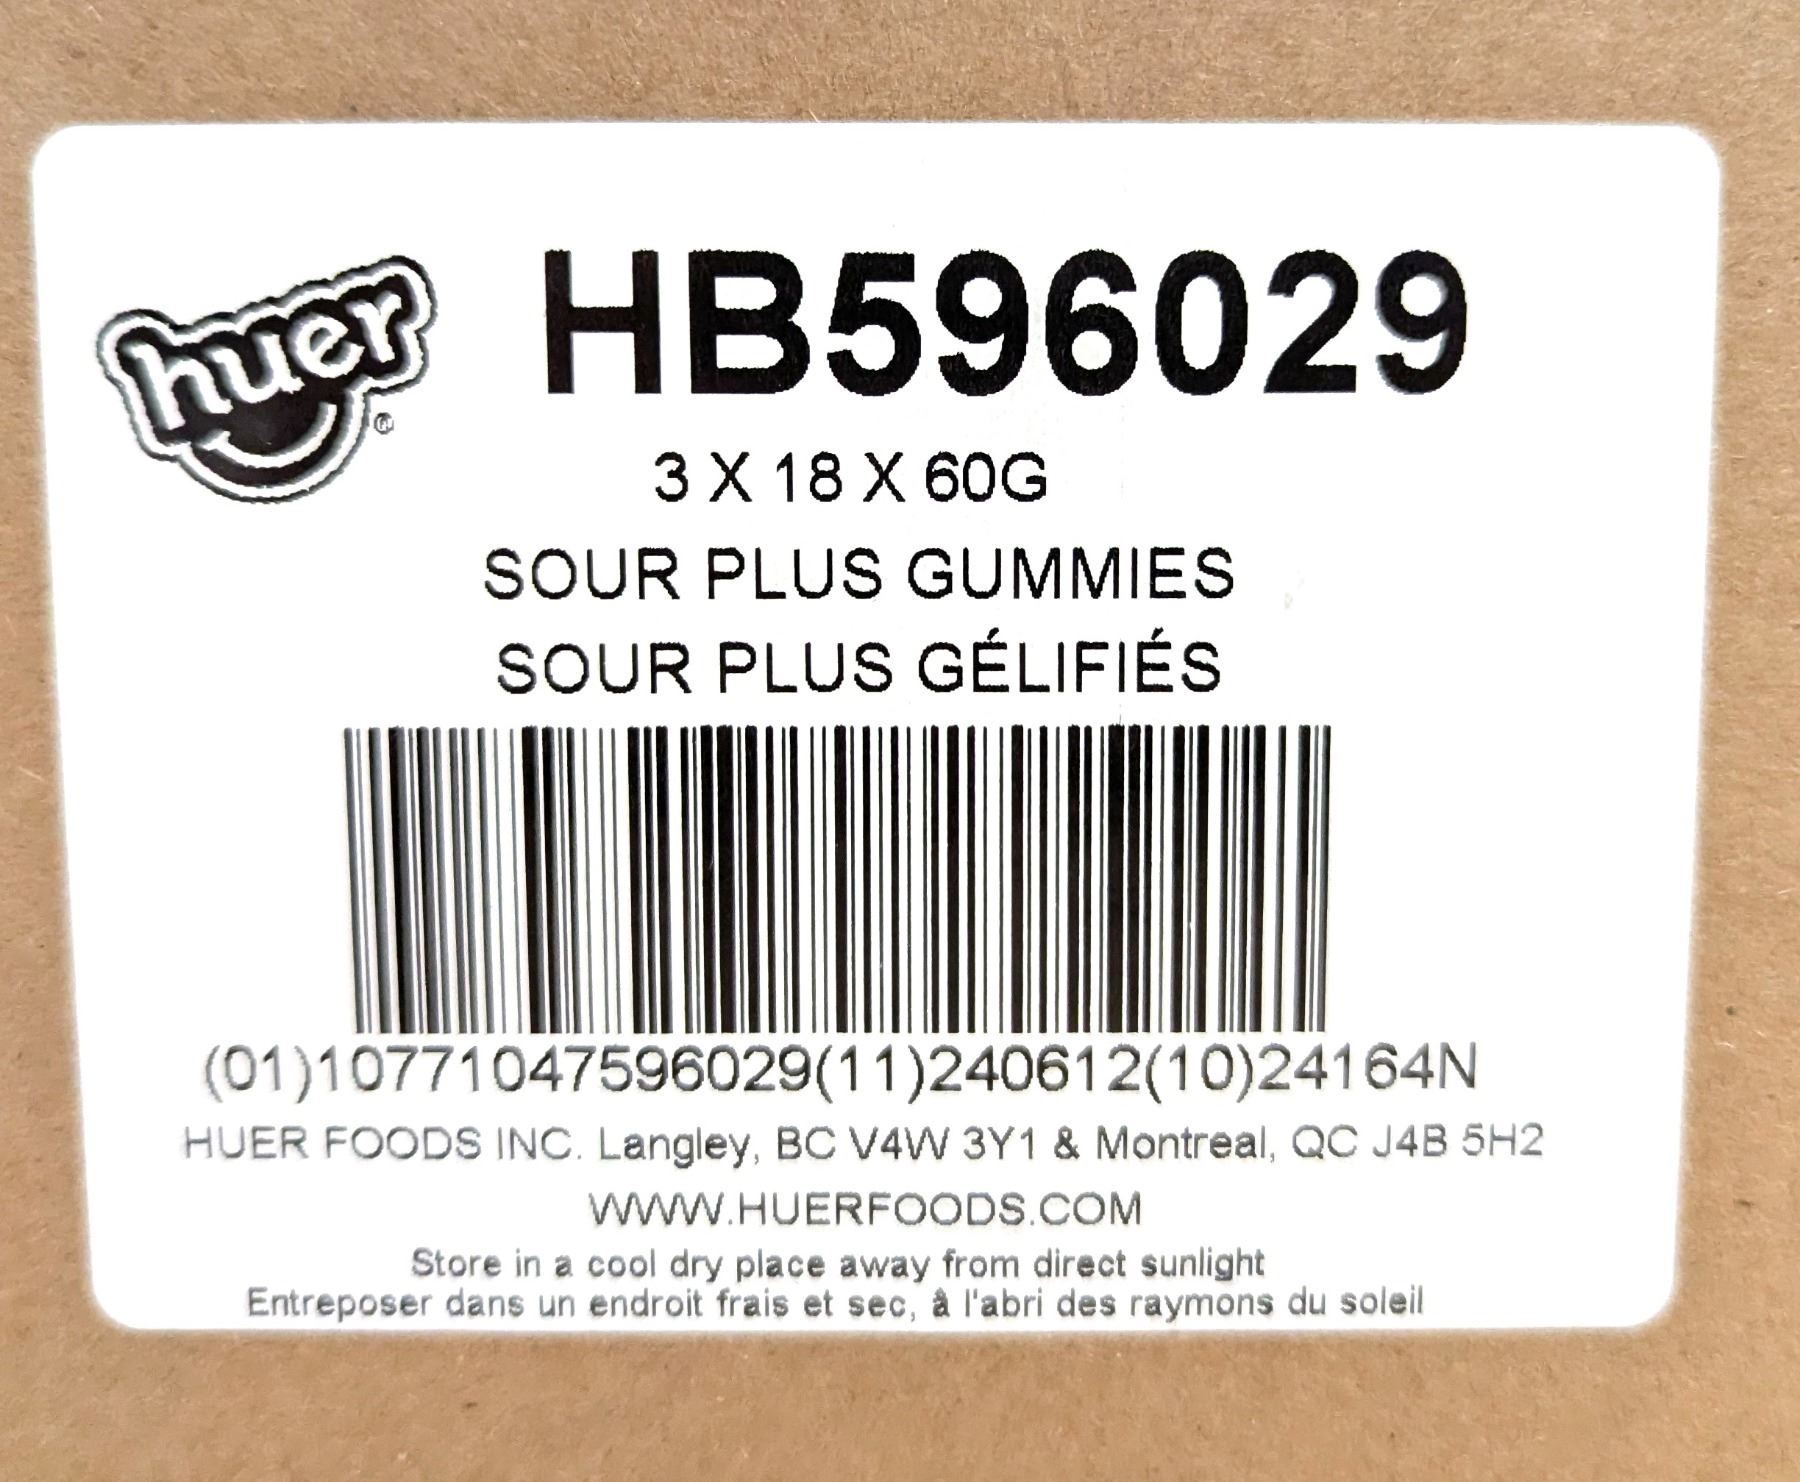 huer®
HB596029
3 X 18 X 60G
SOUR PLUS GUMMIES
SOUR PLUS GÉLIFIÉS
(01)10771047596029(11)240612(10)24164N
HUER FOODS INC. Langley, BC V4W 3Y1 & Montreal, QC J4B 5H2
WWW.HUERFOODS.COM
Store in a cool dry place away from direct sunlight
Entreposer dans un endroit frais et sec, â l'abri des raymons du soleil